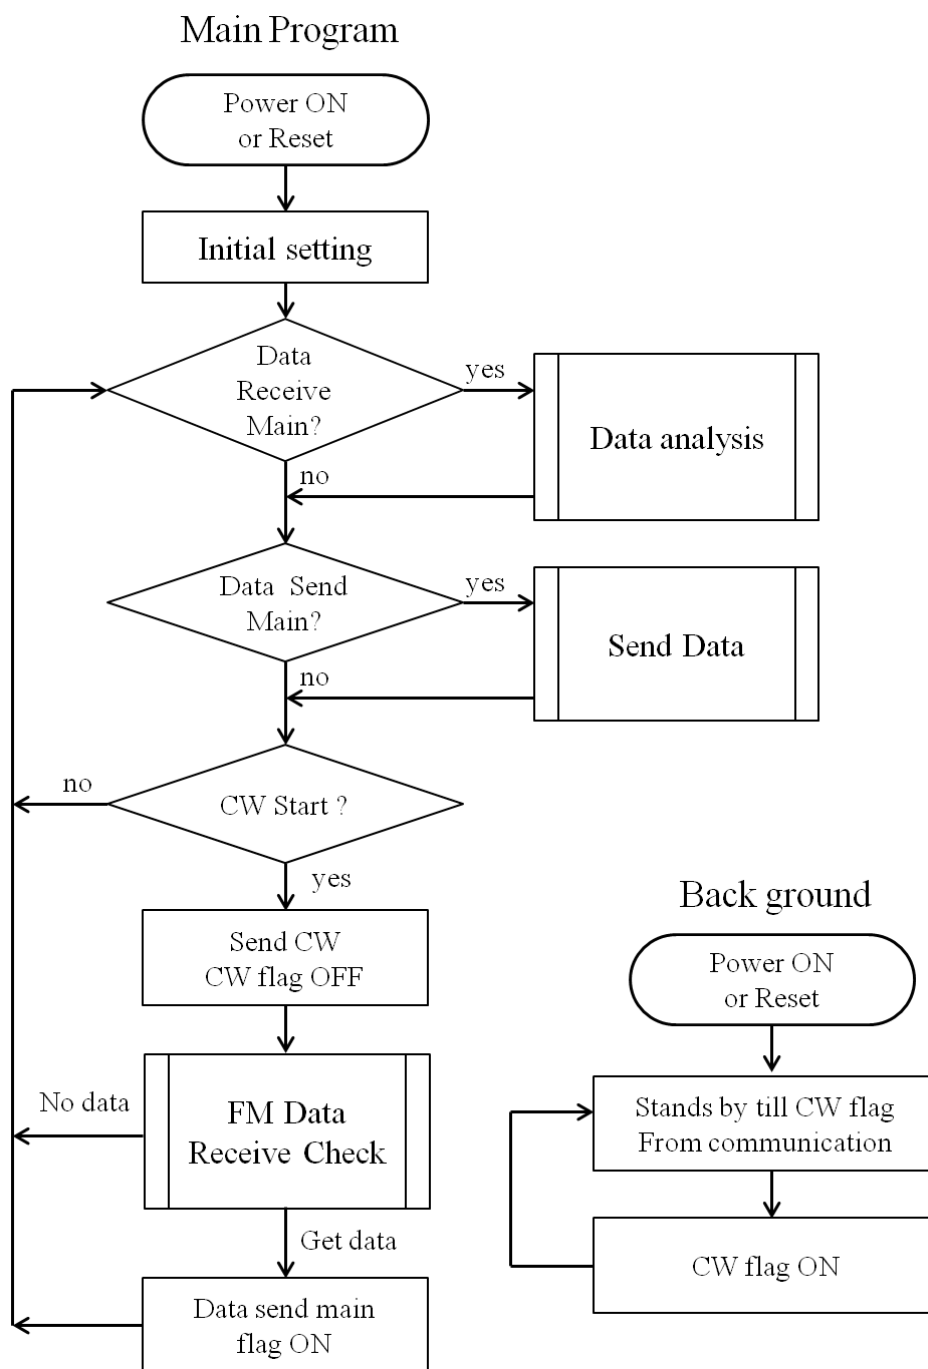 Main Program
Power ON
or Reset
Initial setting
Data
Receive
Main?
yes
Data analysis
no
Data Send
Main?
yes
Send Data
no
CW Start ?
no
yes
Send CW
CW flag OFF
FM Data
Receive Check
No data
Get data
Data send main
flag ON
Back ground
Power ON
or Reset
Stands by till CW flag
From communication
CW flag ON